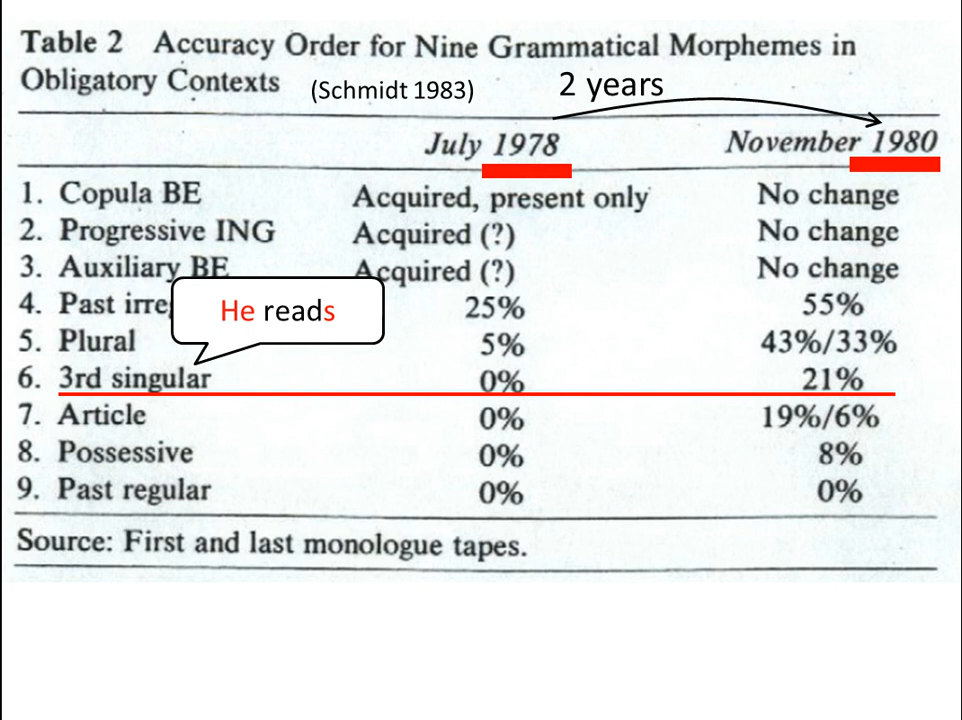 Table 2 Accuracy Order for Nine Grammatical Morphemes in
Obligatory Contexts (Schmidt 1983) 2 years
July 1978 November 1980
1. Copula BE Acquired, present only No change
2. Progressive ING Acquired (?) No change
3. Auxiliary BE Acquired (?) No change
He reads
4. Past 25% 55%
5. Plural 5% 43%/33%
6. 3rd singular 0% 21%
7. Article 0% 19%/6%
8. Possessive 0% 8%
9. Past regular 0% 0%
Source: First and last monologue tapes.